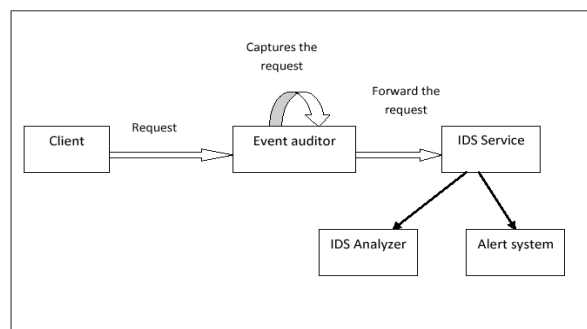 Captures the
request
Forward the
request
Request
Client
Event auditor
IDS Service
IDS Analyzer
Alert system